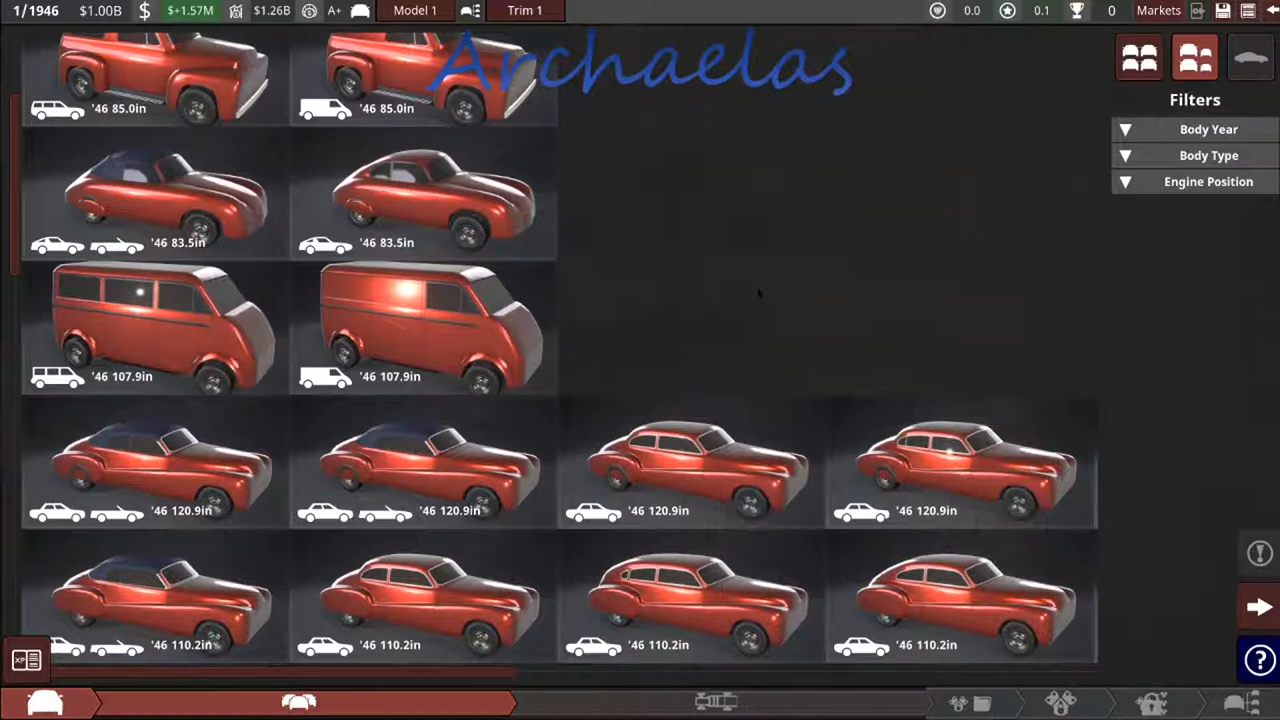 1/1946 $1.00B $ $+1.57M $1.26B A+ Model 1 Trim 1 0.0 0.1 0 Markets
Archaelas
Filters
Body Year
Body Type
Engine Position
'46 85.0in '46 85.0in
'46 83.5in '46 83.5in
'46 107.9in '46 107.9in
'46 120.9in '46 120.9in '46 120.9in '46 120.9in
'46 110.2in '46 110.2in '46 110.2in '46 110.2in
XP
?